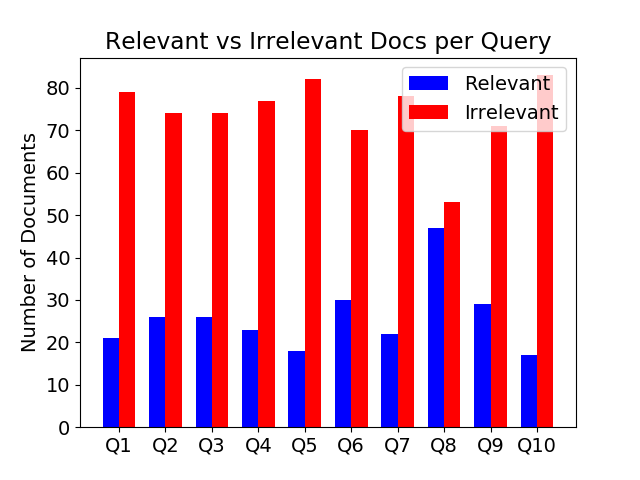 Relevant vs Irrelevant Docs per Query
Relevant
Irrelevant
Number of Documents
80
70
60
50
40
30
20
10
0
Q1 Q2 Q3 Q4 Q5 Q6 Q7 Q8 Q9 Q10